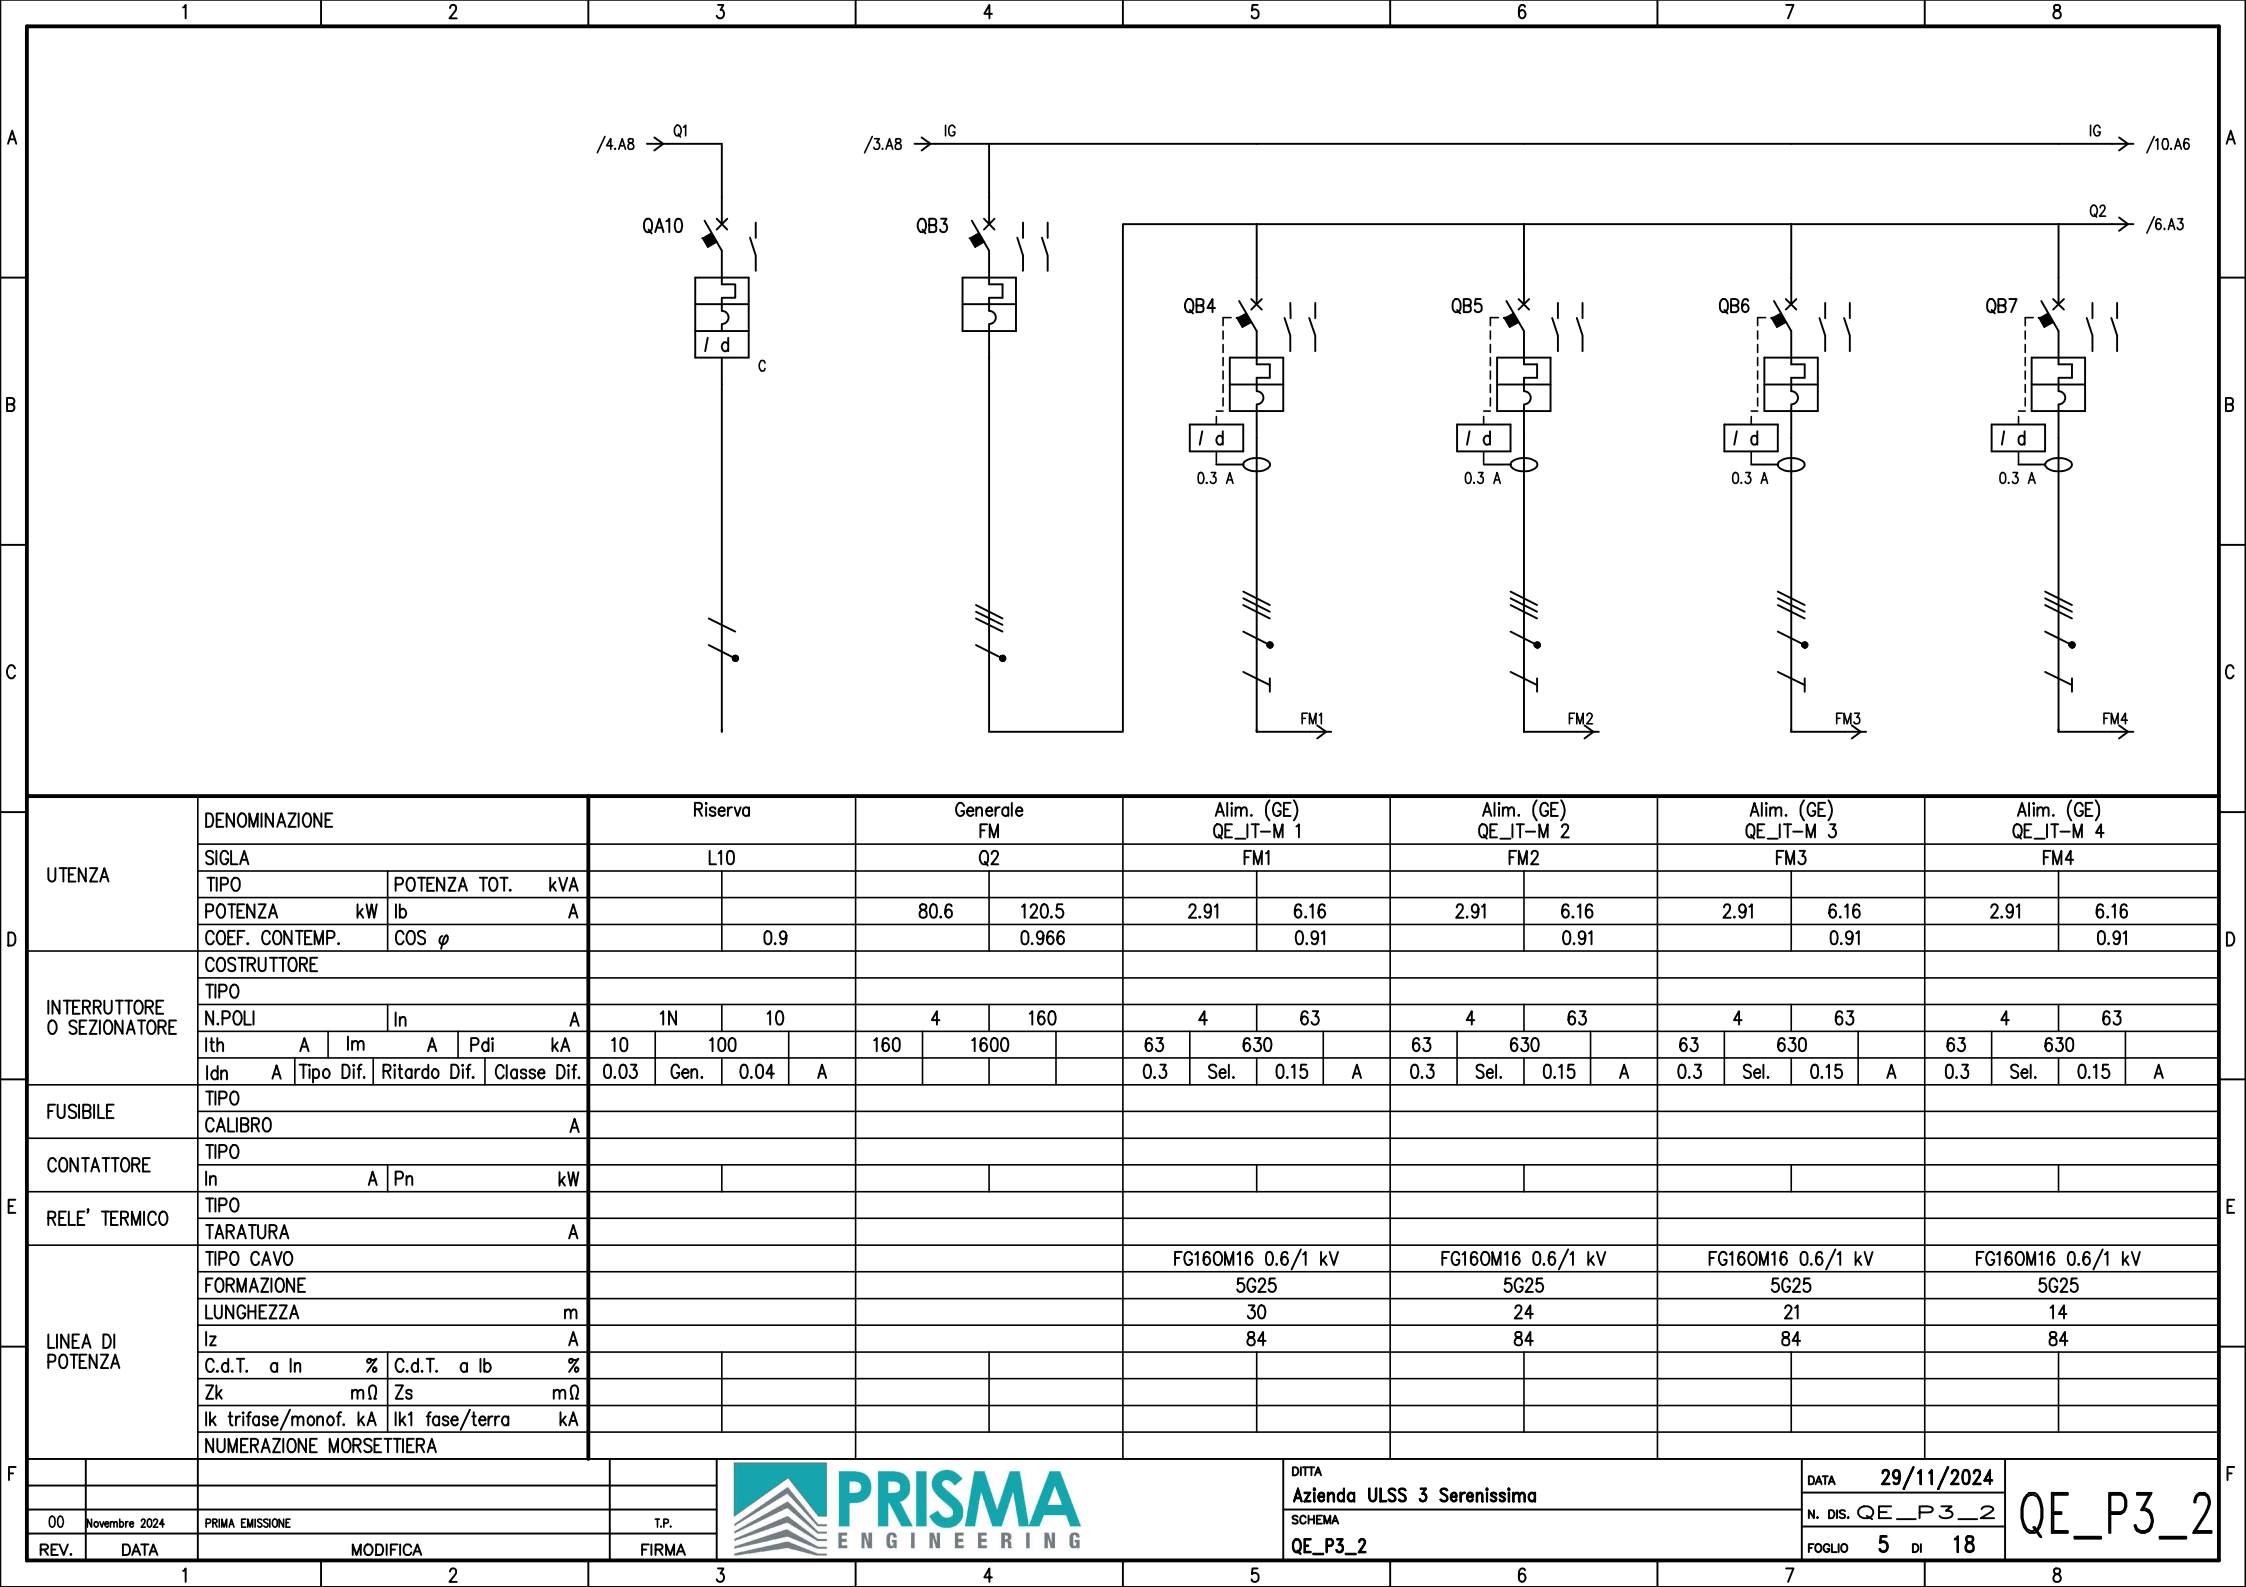 1 2 3 4 5 6 7 8
A A
B B
C C
D D
E E
F F
/4.A8 Q1
/3.A8 IG
IG /10.A6
Q2 /6.A3
QA10
QB3
QB4
QB5
QB6
QB7
I d
C
I d I d I d I d
0.3 A 0.3 A 0.3 A 0.3 A
FM1 FM2 FM3 FM4
UTENZA
DENOMINAZIONE Riserva Generale Alim. (GE) Alim. (GE) Alim. (GE) Alim. (GE)
FM QE_IT-M 1 QE_IT-M 2 QE_IT-M 3 QE_IT-M 4
SIGLA L10 Q2 FM1 FM2 FM3 FM4
TIPO POTENZA TOT. kVA
POTENZA kW Ib A 80.6 120.5 2.91 6.16 2.91 6.16 2.91 6.16 2.91 6.16
COEF. CONTEMP. COS φ 0.9 0.966 0.91 0.91 0.91 0.91
INTERRUTTORE
O SEZIONATORE
COSTRUTTORE
TIPO
N.POLI In A 1N 10 4 160 4 63 4 63 4 63 4 63
Ith A Im A Pdi kA 10 100 160 1600 63 630 63 630 63 630 63 630
Idn A Tipo Dif. Ritardo Dif. Classe Dif. 0.03 Gen. 0.04 A 0.3 Sel. 0.15 A 0.3 Sel. 0.15 A 0.3 Sel. 0.15 A 0.3 Sel. 0.15 A
FUSIBILE
TIPO
CALIBRO A
CONTATTORE
TIPO
In A Pn kW
RELE' TERMICO
TIPO
TARATURA A
LINEA DI
POTENZA
TIPO CAVO FG16OM16 0.6/1 kV FG16OM16 0.6/1 kV FG16OM16 0.6/1 kV FG16OM16 0.6/1 kV
FORMAZIONE 5G25 5G25 5G25 5G25
LUNGHEZZA m 30 24 21 14
Iz A 84 84 84 84
C.d.T. a In % C.d.T. a Ib %
Zk mΩ Zs mΩ
Ik trifase/monof. kA Ik1 fase/terra kA
NUMERAZIONE MORSETTIERA
00 Novembre 2024 PRIMA EMISSIONE T.P.
REV. DATA MODIFICA FIRMA
PRISMA
ENGINEERING
DITTA
Azienda ULSS 3 Serenissima
SCHEMA
QE_P3_2
DATA 29/11/2024
N. DIS. QE_P3_2
FOGLIO 5 DI 18
QE_P3_2
1 2 3 4 5 6 7 8